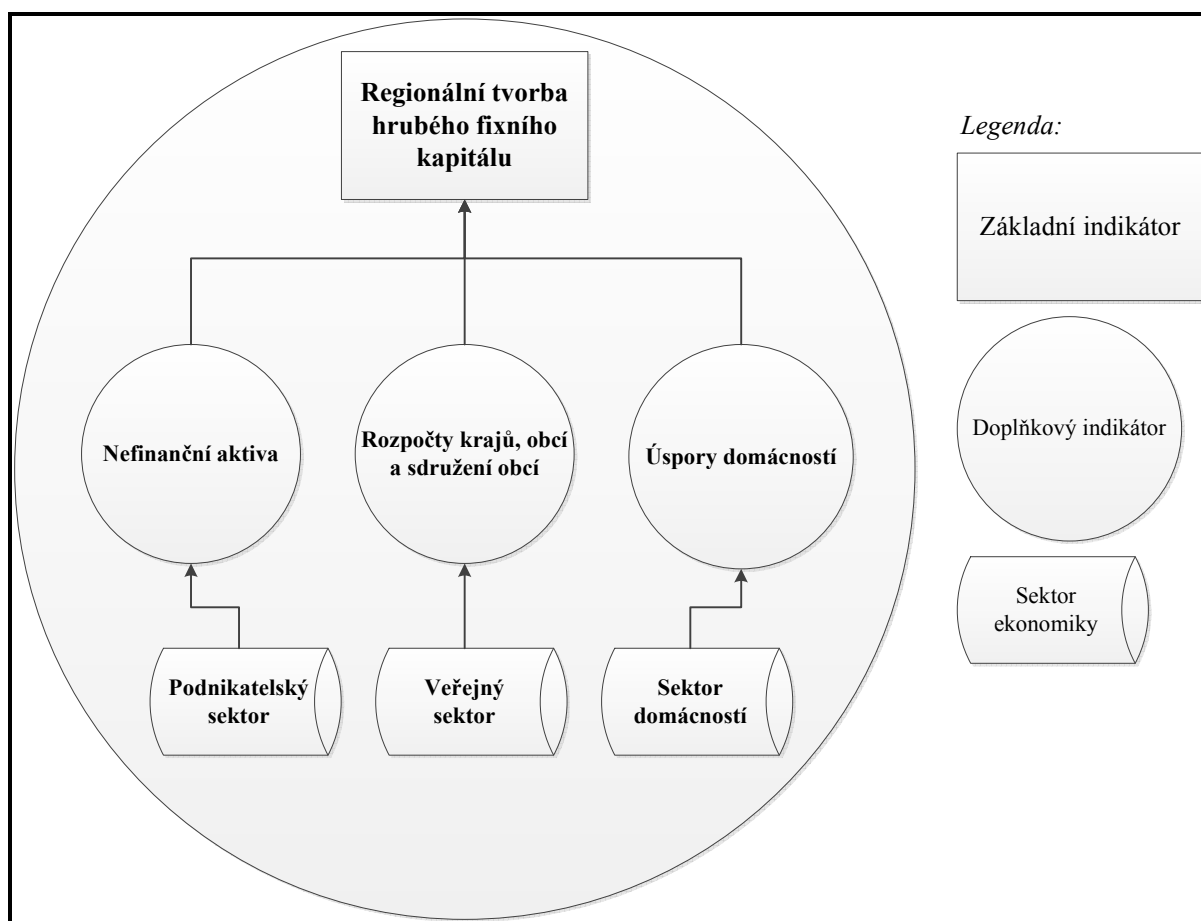 Regionální tvorba
hrubého fixního
kapitálu
Nefinanční aktiva
Rozpočty krajů, obcí
a sdružení obcí
Úspory domácností
Podnikatelský
sektor
Veřejný
sektor
Sektor
domácností
Legenda:
Základní indikátor
Doplňkový indikátor
Sektor
ekonomiky